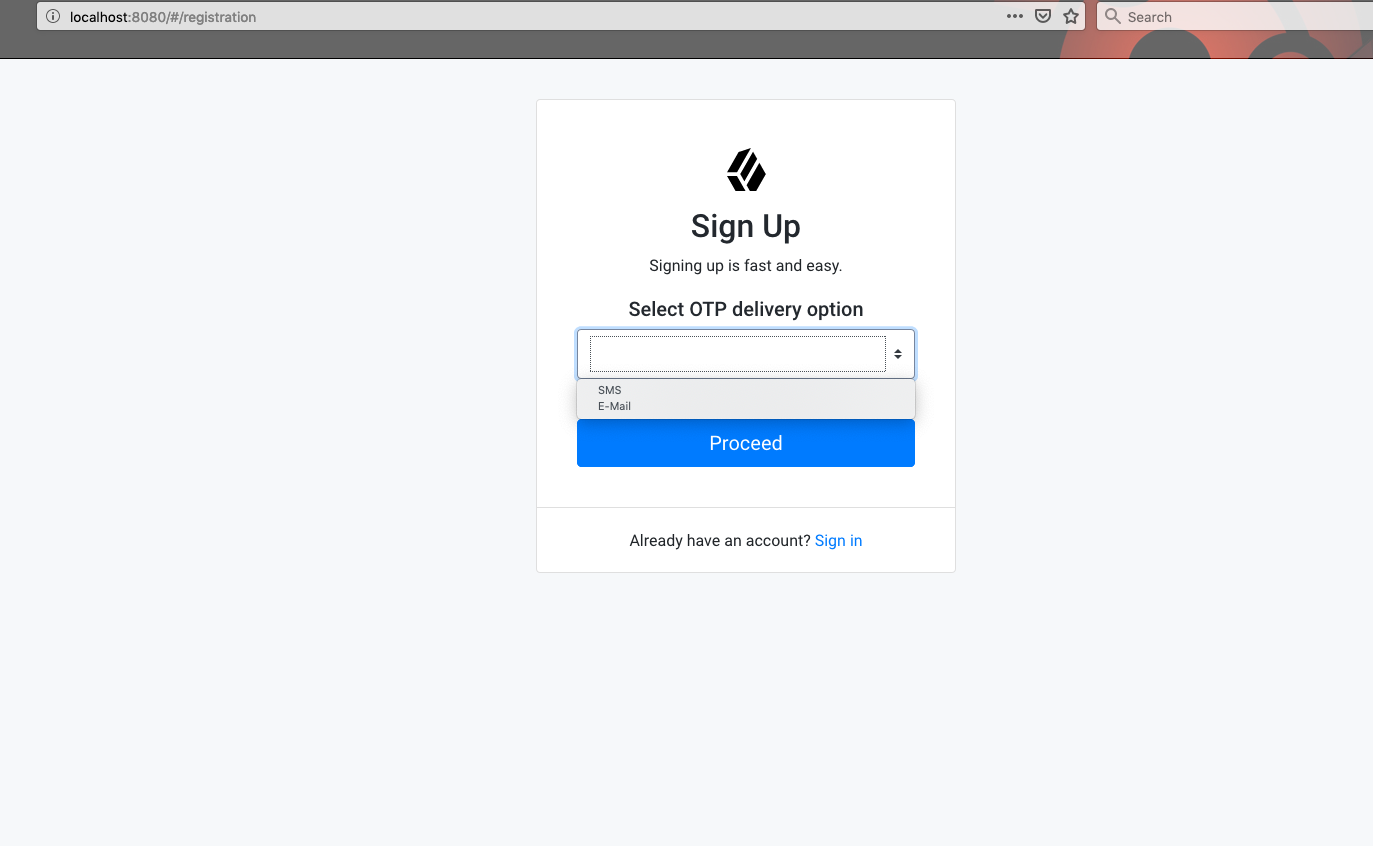 localhost:8080/#/registration
Search
Sign Up
Signing up is fast and easy.
Select OTP delivery option
SMS
E-Mail
Proceed
Already have an account? Sign in